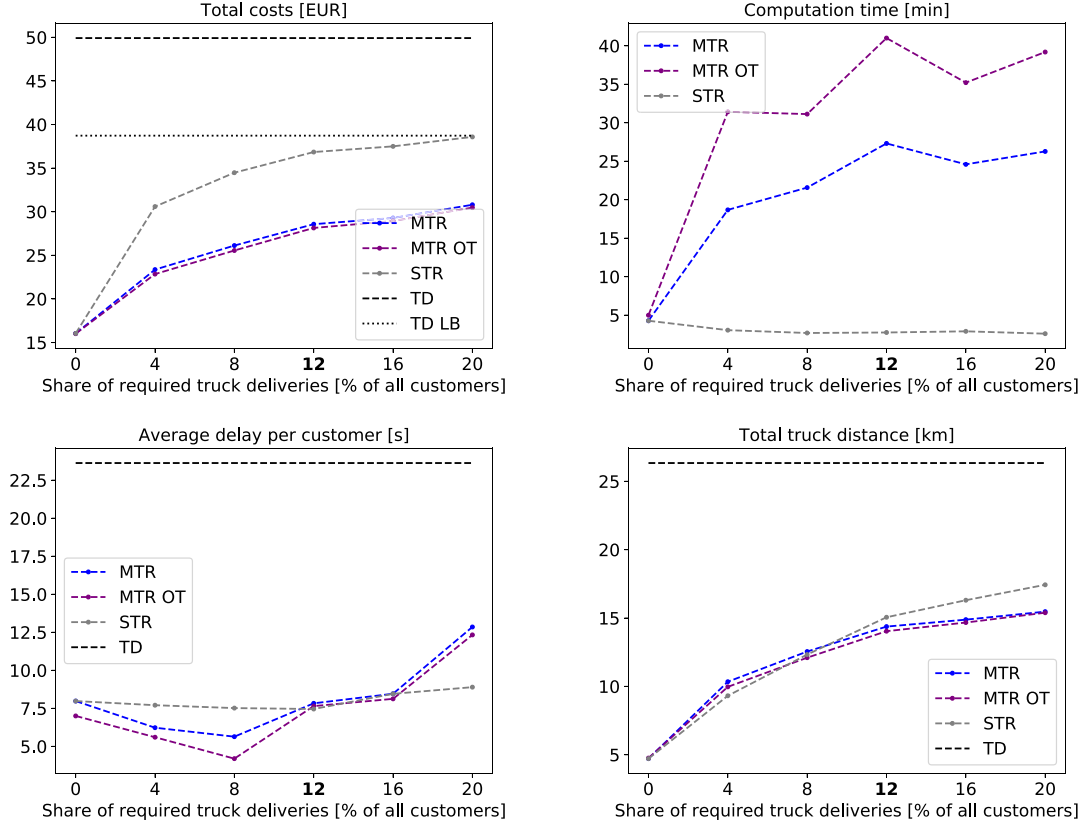 Total costs [EUR]
50
45
40
35
30
25
20
15
MTR
MTR OT
STR
TD
TD LB
0 4 8 12 16 20
Share of required truck deliveries [% of all customers]
Computation time [min]
40
35
30
25
20
15
10
5
MTR
MTR OT
STR
0 4 8 12 16 20
Share of required truck deliveries [% of all customers]
Average delay per customer [s]
22.5
20.0
17.5
15.0
12.5
10.0
7.5
5.0
MTR
MTR OT
STR
TD
0 4 8 12 16 20
Share of required truck deliveries [% of all customers]
Total truck distance [km]
25
20
15
10
5
MTR
MTR OT
STR
TD
0 4 8 12 16 20
Share of required truck deliveries [% of all customers]